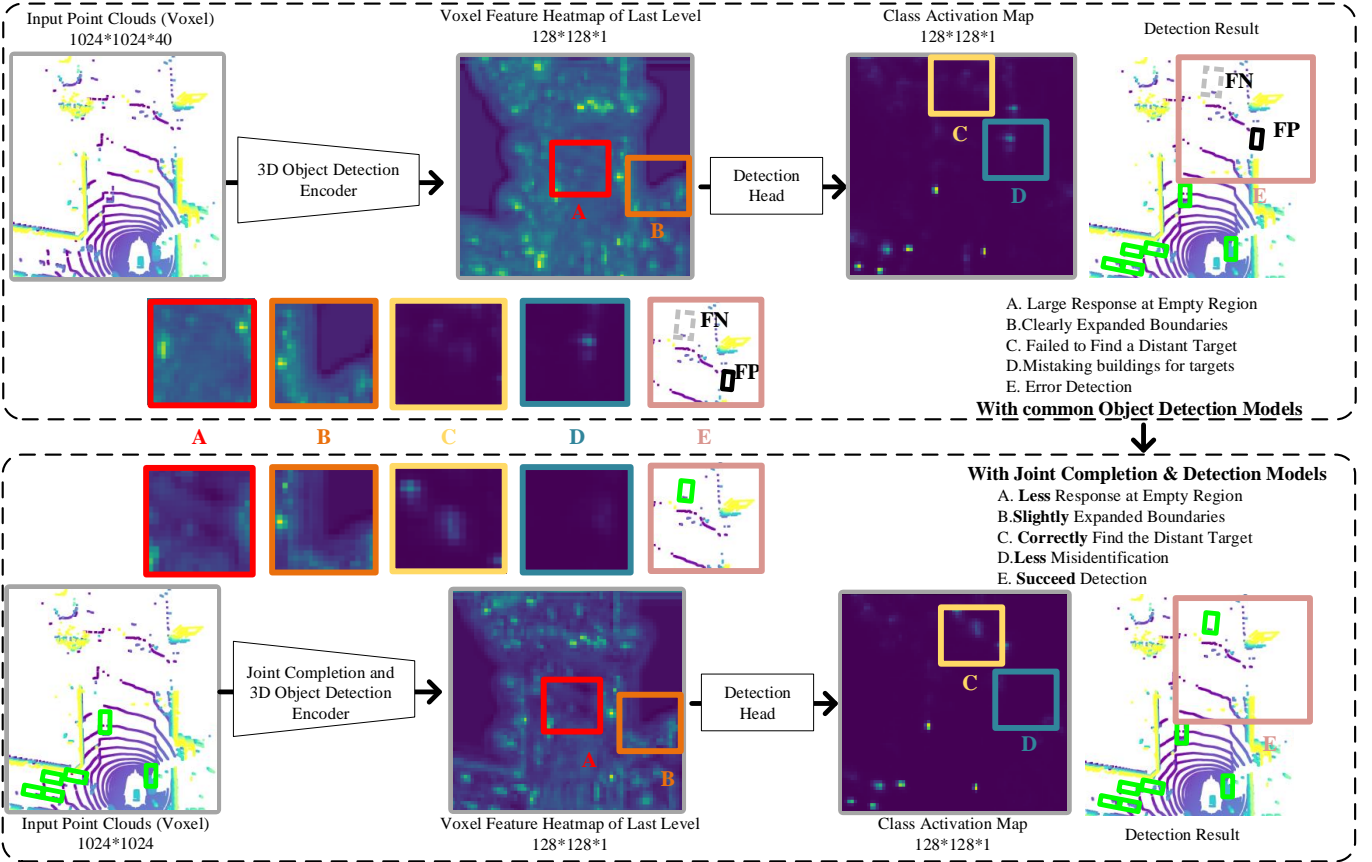 Input Point Clouds (Voxel)
1024*1024*40
Voxel Feature Heatmap of Last Level
128*128*1
Class Activation Map
128*128*1
Detection Result
3D Object Detection
Encoder
Detection
Head
A
B
C
D
FN
FP
E
FN
FP
A. Large Response at Empty Region
B.Clearly Expanded Boundaries
C. Failed to Find a Distant Target
D.Mistaking buildings for targets
E. Error Detection
With common Object Detection Models
A
B
C
D
E
With Joint Completion & Detection Models
A. Less Response at Empty Region
B.Slightly Expanded Boundaries
C. Correctly Find the Distant Target
D.Less Misidentification
E. Succeed Detection
Joint Completion and
3D Object Detection
Encoder
Detection
Head
A
B
C
D
E
Input Point Clouds (Voxel)
1024*1024
Voxel Feature Heatmap of Last Level
128*128*1
Class Activation Map
128*128*1
Detection Result